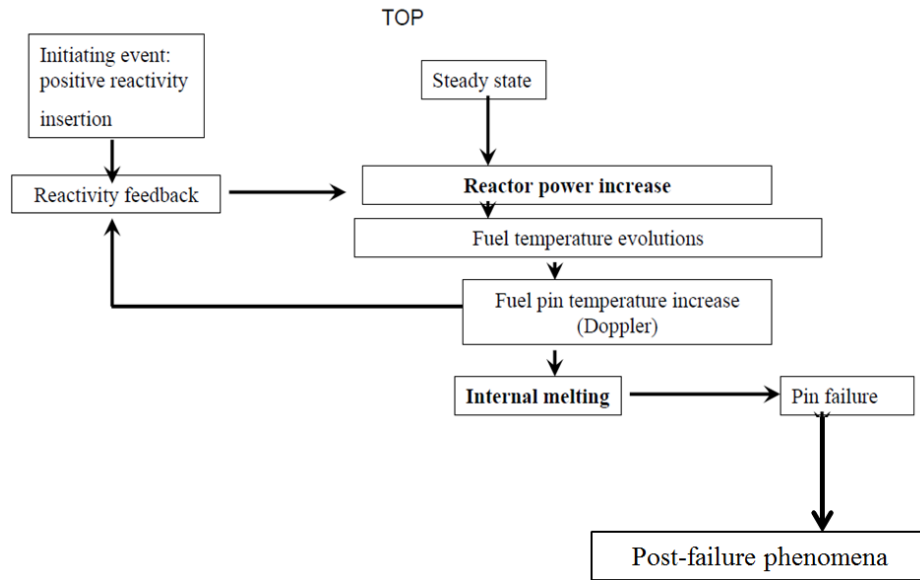 TOP
Initiating event:
positive reactivity
insertion
Steady state
Reactivity feedback
Reactor power increase
Fuel temperature evolutions
Fuel pin temperature increase
(Doppler)
Internal melting
Pin failure
Post-failure phenomena